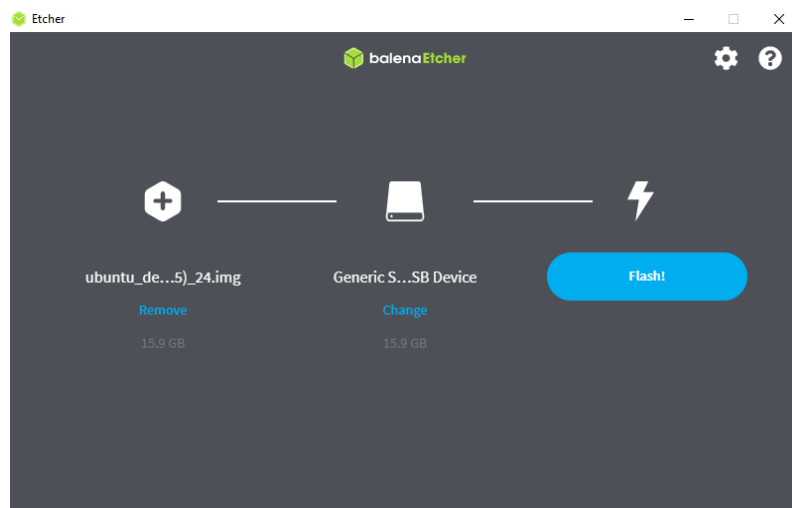 Etcher
balenaEtcher
ubuntu_de...5)_24.img
Generic S...SB Device
Flash!
Remove
Change
15.9 GB
15.9 GB